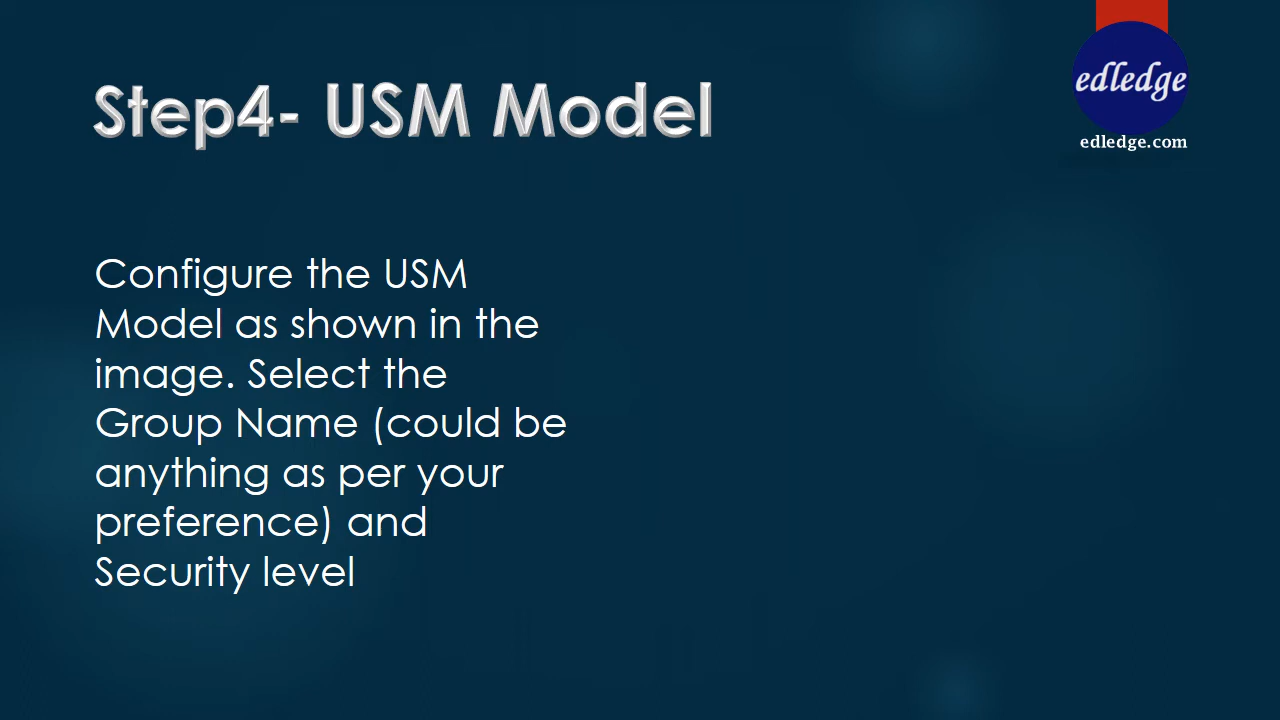 Step4- USM Model
edledge
edledge.com
Configure the USM
Model as shown in the
image. Select the
Group Name (could be
anything as per your
preference) and
Security level